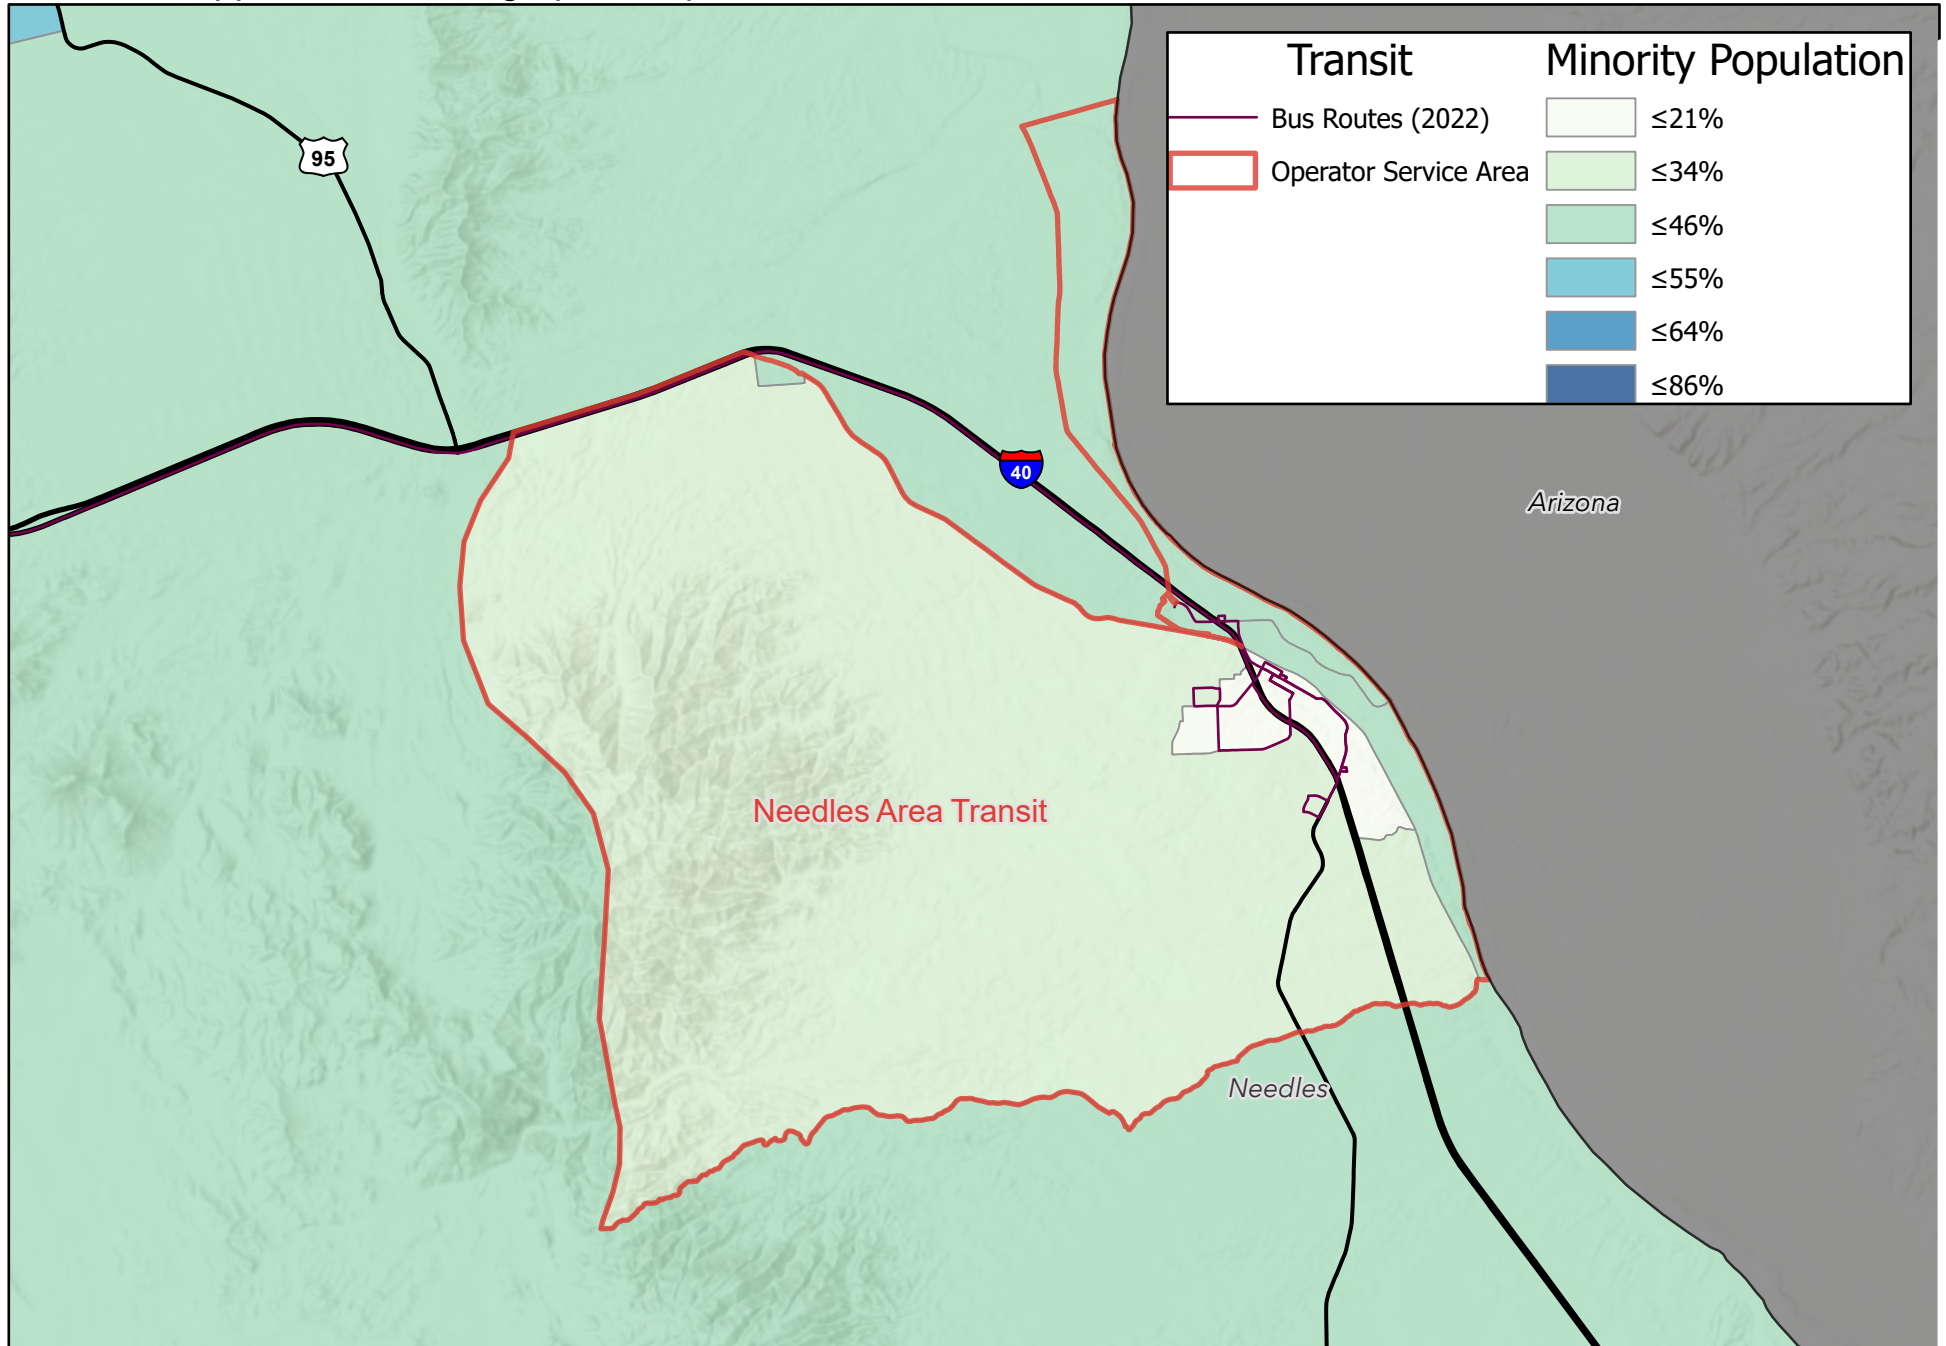 Transit
Minority Population
Bus Routes (2022)
Operator Service Area
≤21%
≤34%
≤46%
≤55%
≤64%
≤86%
95
40
Arizona
Needles Area Transit
Needles